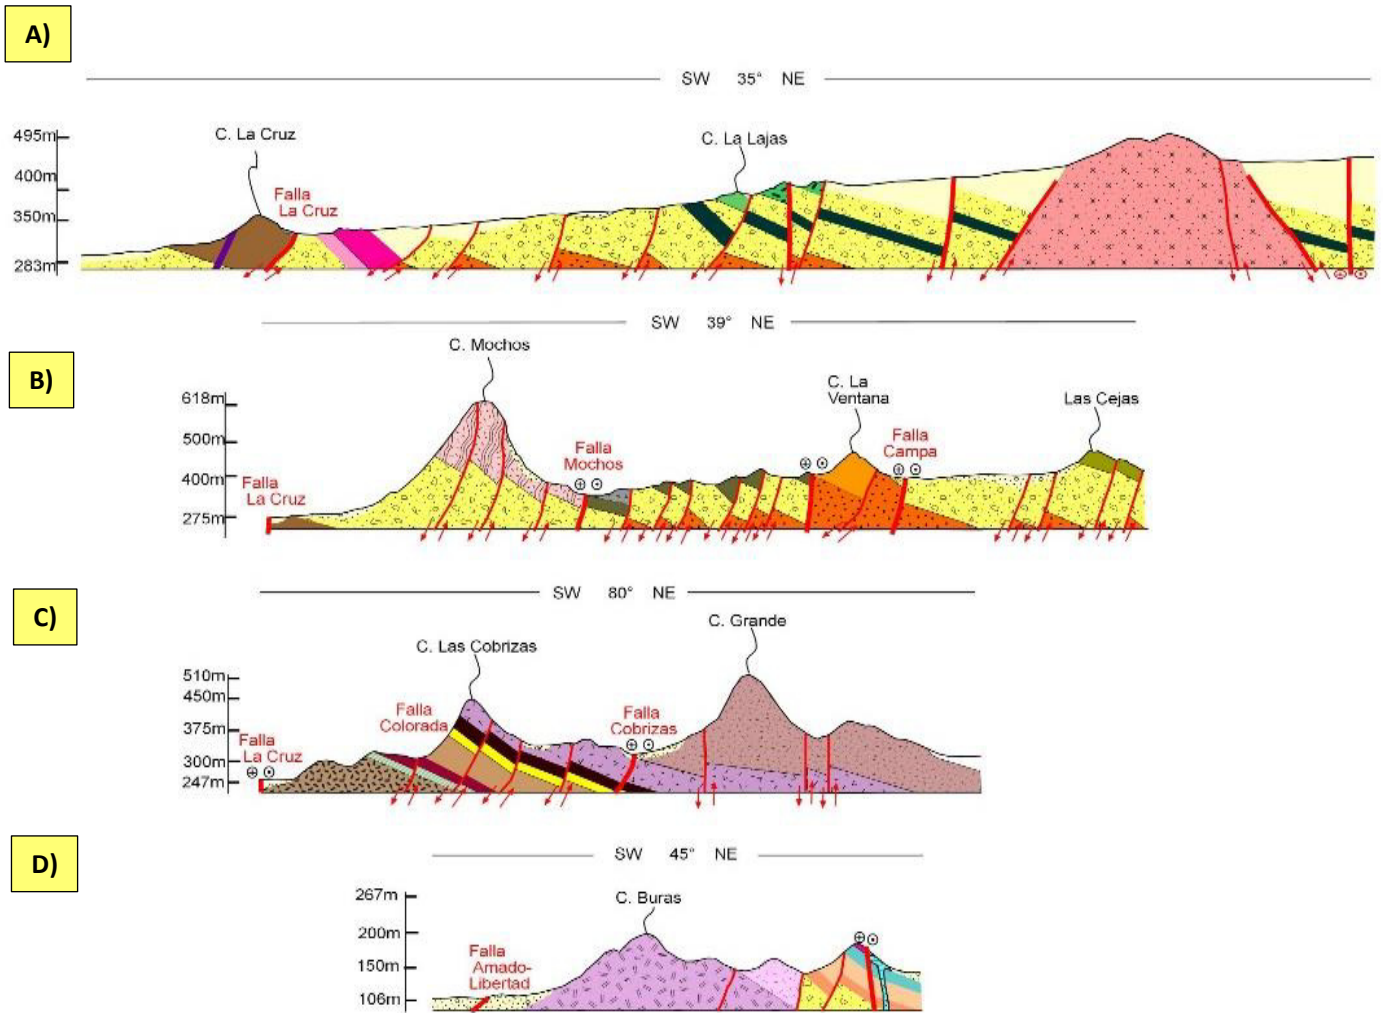 A)
SW 35° NE
495m
400m
350m
283m
C. La Cruz
Falla
La Cruz
C. La Lajas
SW 39° NE
B)
618m
500m
400m
275m
C. Mochos
Falla
La Cruz
Falla
Mochos
C. La
Ventana
Falla
Campa
Las Cejas
SW 80° NE
C)
510m
450m
375m
300m
247m
C. Las Cobrizas
C. Grande
Falla
Colorada
Falla
Cobrizas
Falla
La Cruz
SW 45° NE
D)
267m
200m
150m
106m
C. Buras
Falla
Amado-
Libertad